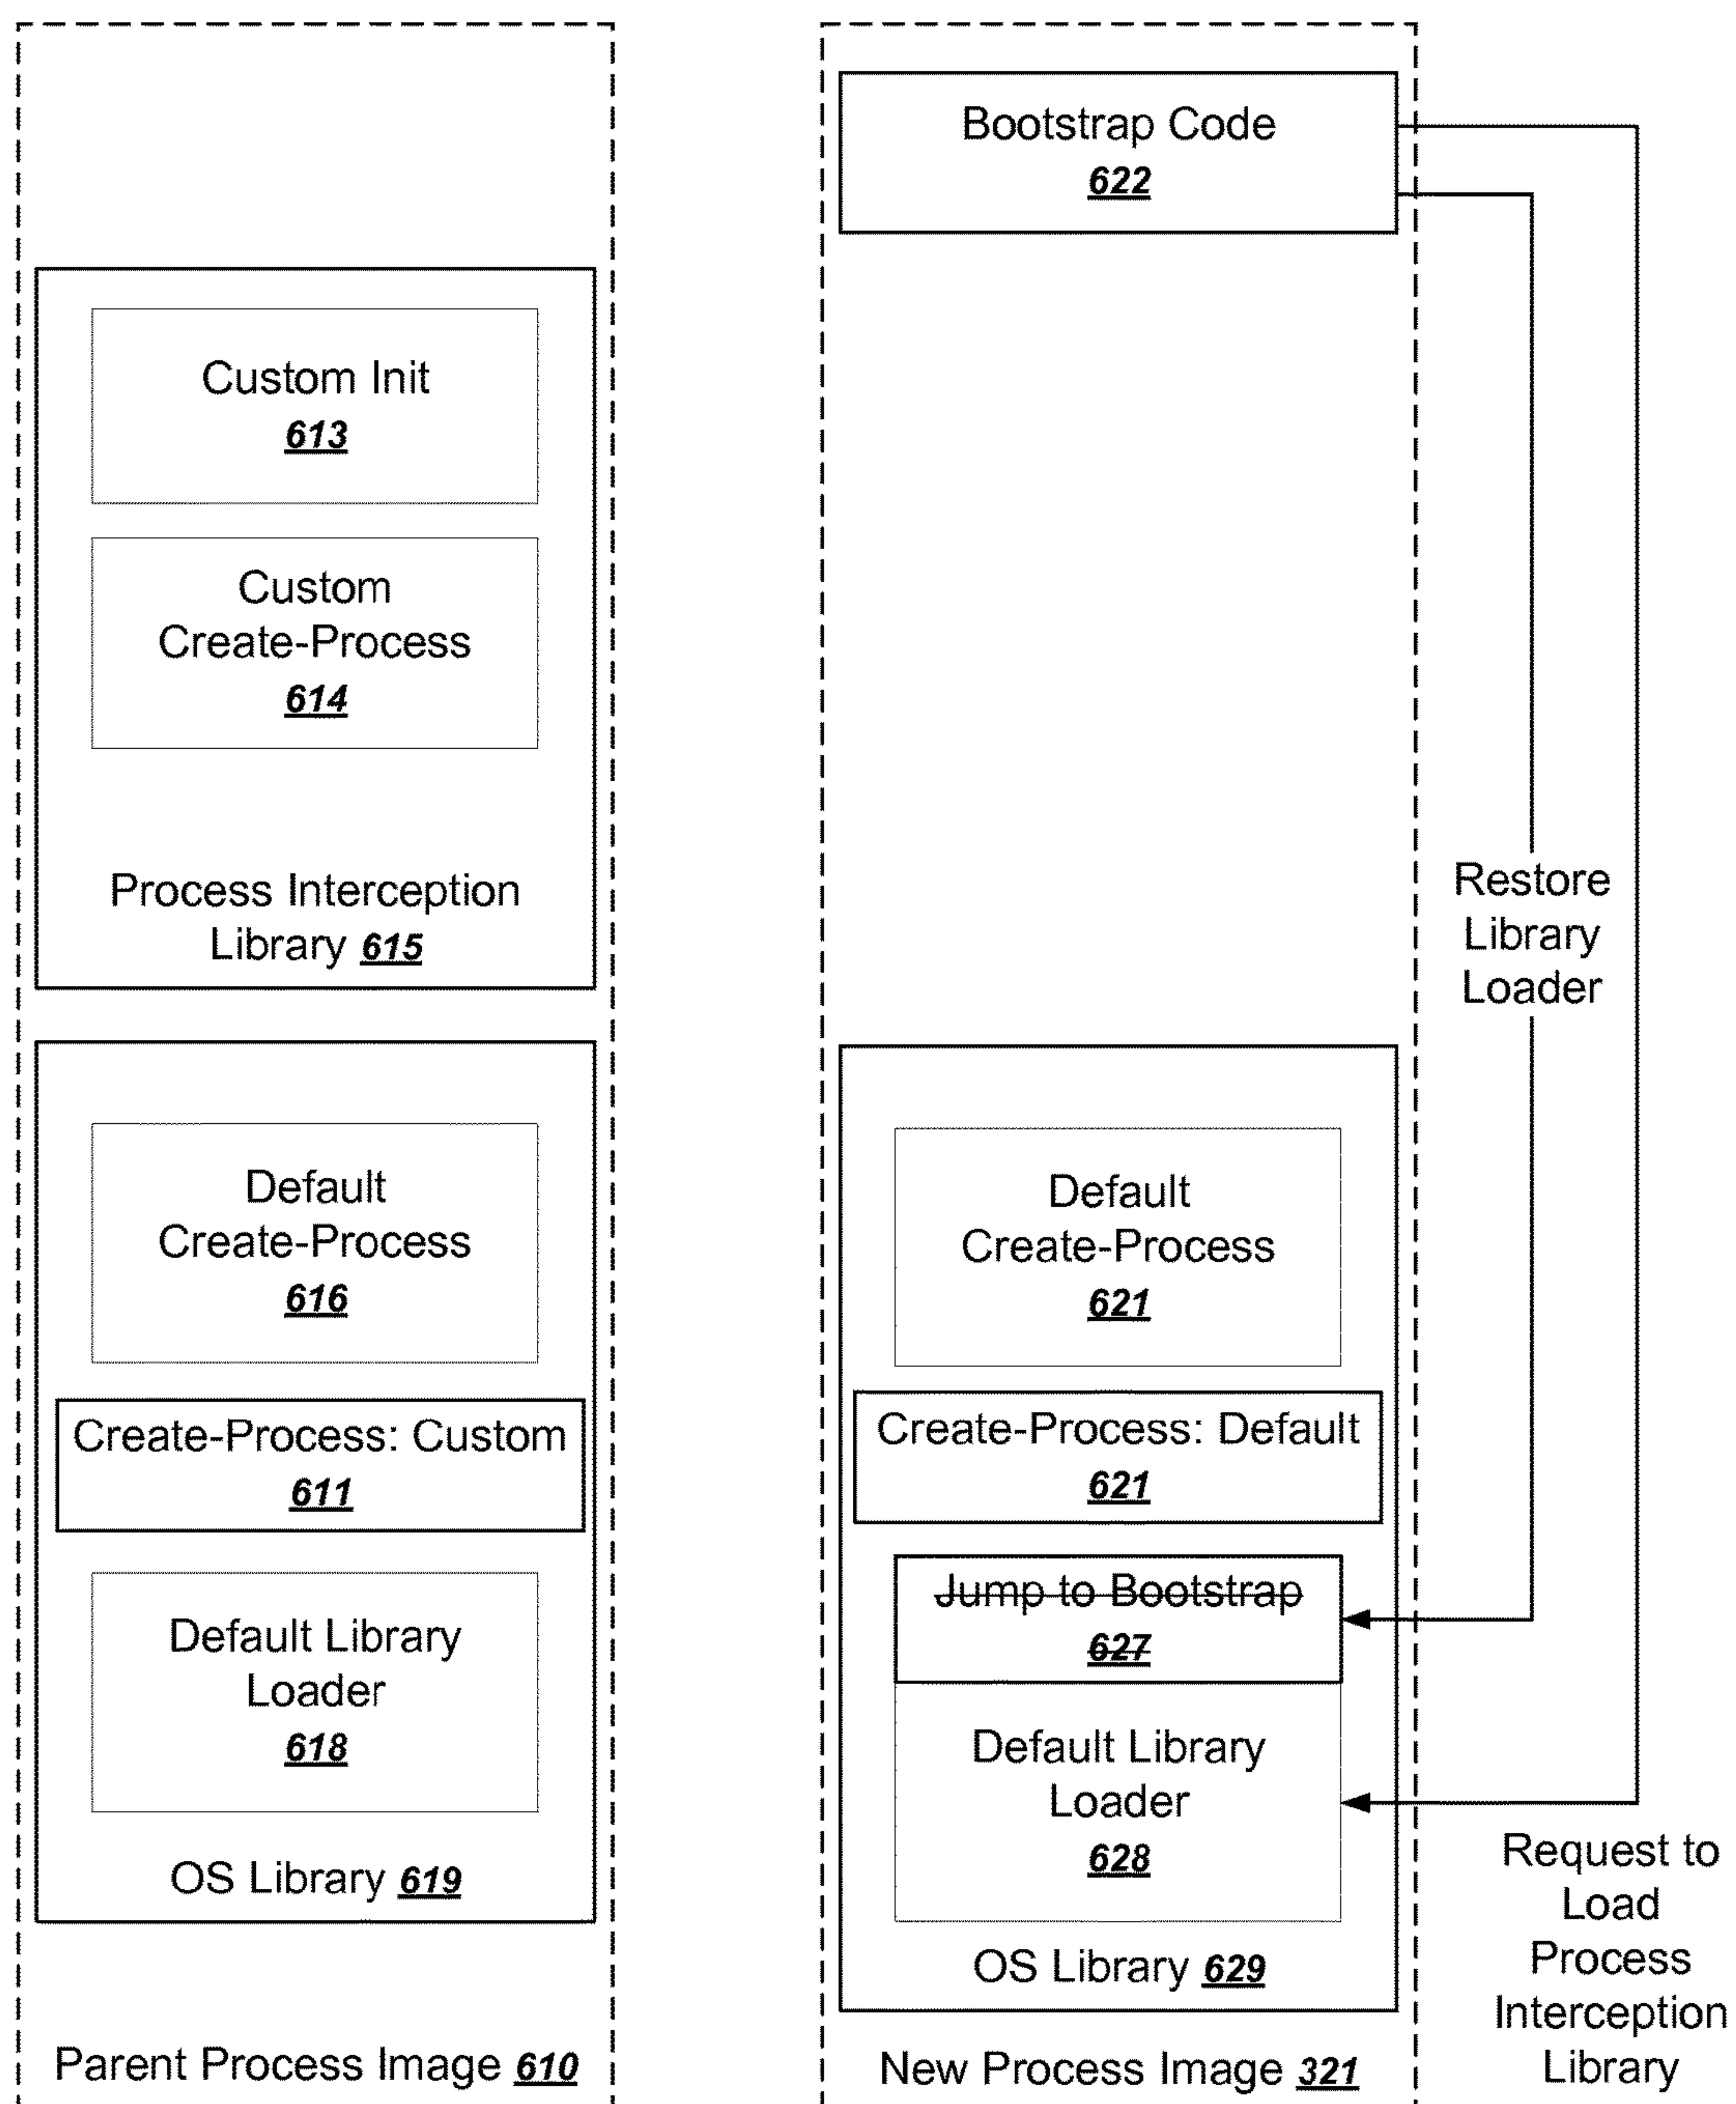 Custom Init
613
Custom
Create-Process
614
Process Interception
Library 615
Default
Create-Process
616
Create-Process: Custom
611
Default Library
Loader
618
OS Library 619
Parent Process Image 610
Bootstrap Code
622
Default
Create-Process
621
Create-Process: Default
621
Jump to Bootstrap
627
Default Library
Loader
628
OS Library 629
New Process Image 321
Restore
Library
Loader
Request to
Load
Process
Interception
Library